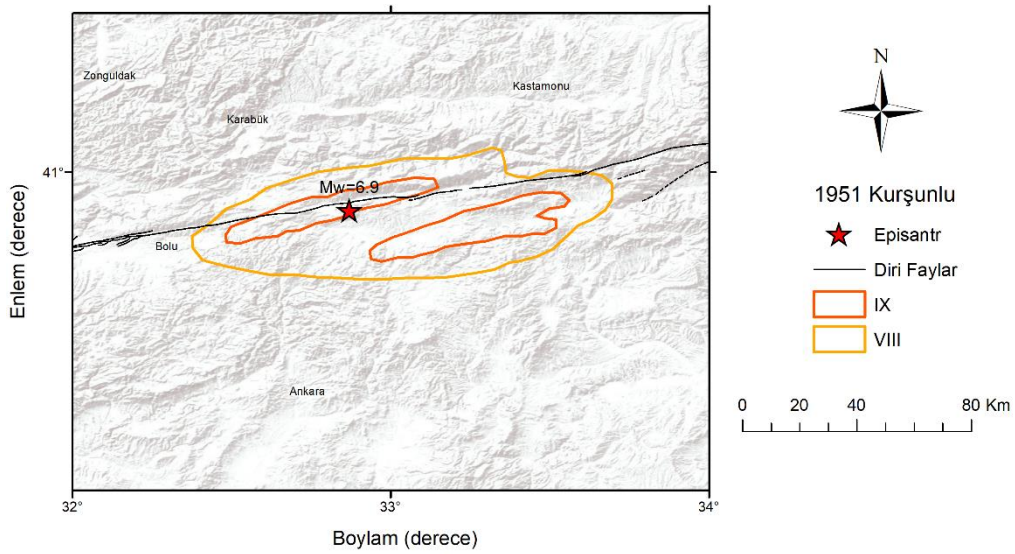 Zonguldak
Kastamonu
Karabük
41°
41°
Mw=6.9
Bolu
Ankara
Enlem (derece)
32°
33°
34°
Boylam (derece)
N
1951 Kurşunlu
Episantr
Diri Faylar
IX
VIII
0 20 40 80 Km